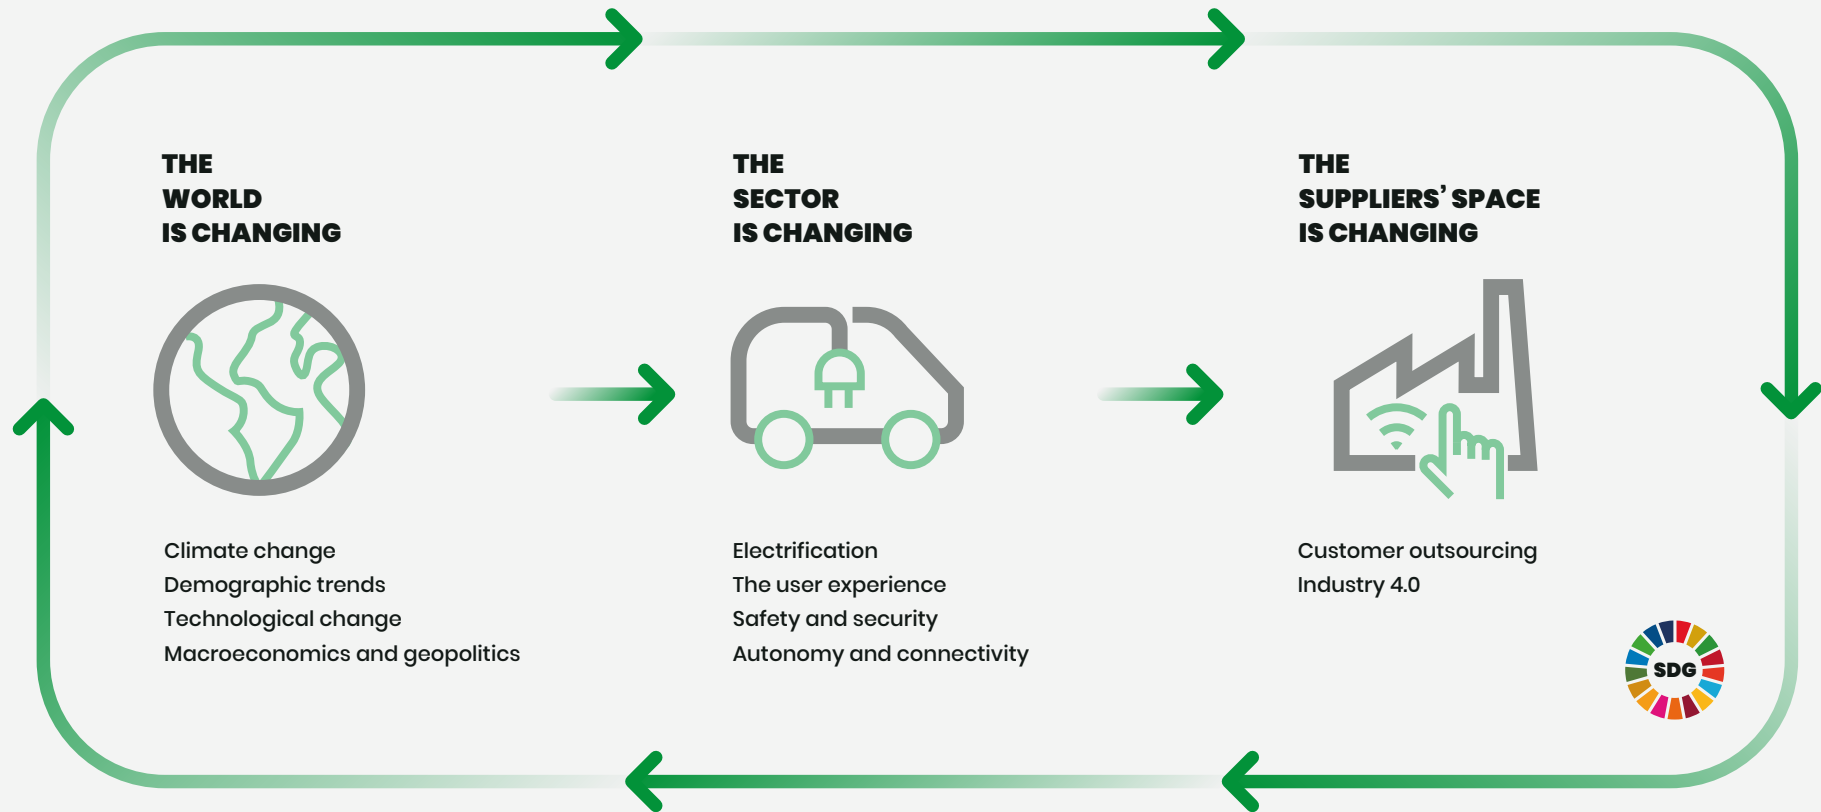 THE
WORLD
IS CHANGING
Climate change
Demographic trends
Technological change
Macroeconomics and geopolitics
THE
SECTOR
IS CHANGING
Electrification
The user experience
Safety and security
Autonomy and connectivity
THE
SUPPLIERS’ SPACE
IS CHANGING
Customer outsourcing
Industry 4.0
SDG